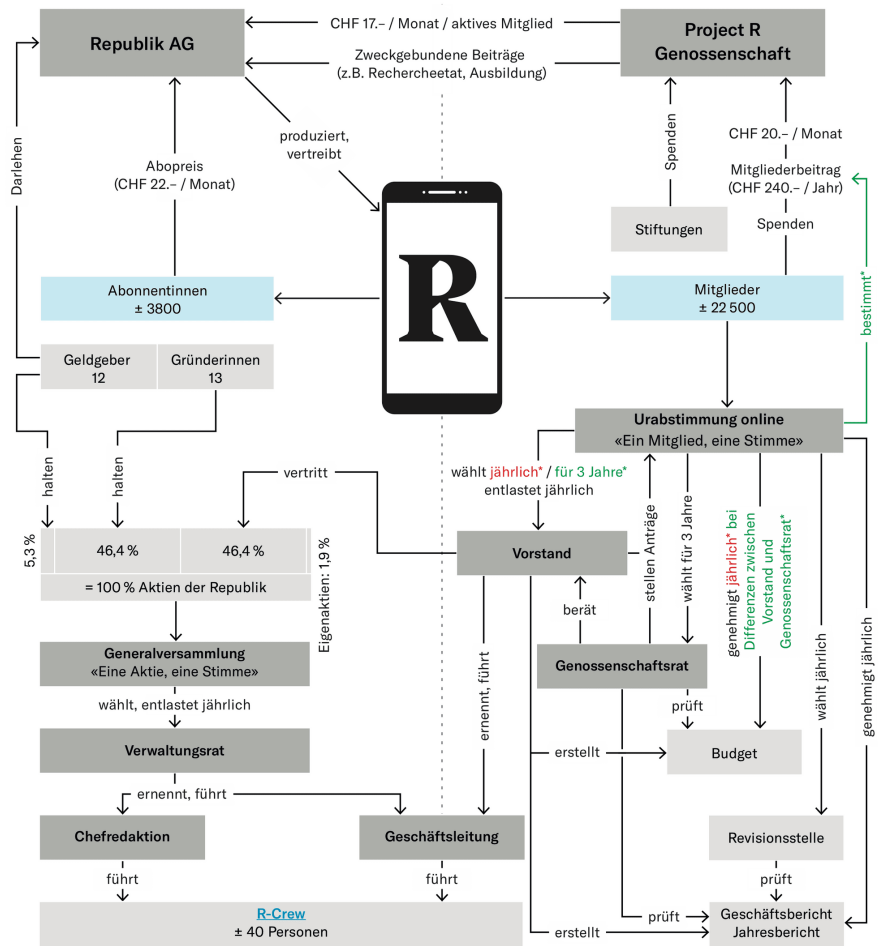 Republik AG
CHF 17.– / Monat / aktives Mitglied
Project R
Genossenschaft
Zweckgebundene Beiträge
(z.B. Rechercheetat, Ausbildung)
Darlehen
Abopreis
(CHF 22.– / Monat)
produziert,
vertreibt
Spenden
CHF 20.– / Monat
Mitgliederbeitrag
(CHF 240.– / Jahr)
Spenden
Stiftungen
R
bestimmt*
Abonnentinnen
± 3800
Mitglieder
± 22 500
Geldgeber
12
Gründerinnen
13
Urabstimmung online
«Ein Mitglied, eine Stimme»
halten
halten
vertritt
wählt jährlich* / für 3 Jahre*
entlastet jährlich
stellen Anträge
wählt für 3 Jahre
genehmigt jährlich* bei
Differenzen zwischen
Vorstand und
Genossenschaftsrat*
wählt jährlich
genehmigt jährlich
5,3 %
46,4 %
46,4 %
Eigenaktien: 1,9 %
= 100 % Aktien der Republik
Vorstand
berät
Generalversammlung
«Eine Aktie, eine Stimme»
Genossenschaftsrat
ernennt, führt
wählt, entlastet jährlich
prüft
Verwaltungsrat
erstellt
Budget
ernennt, führt
Chefredaktion
Geschäftsleitung
Revisionsstelle
führt
führt
prüft
R-Crew
± 40 Personen
prüft
erstellt
Geschäftsbericht
Jahresbericht